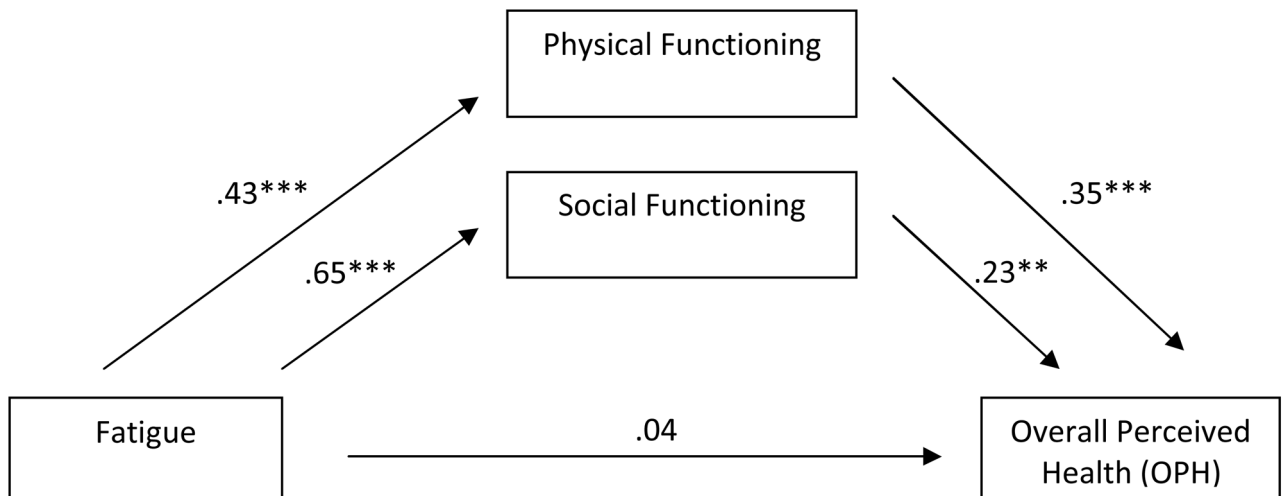 Physical Functioning
.43***
.35***
Social Functioning
.65***
.23**
Fatigue
.04
Overall Perceived
Health (OPH)